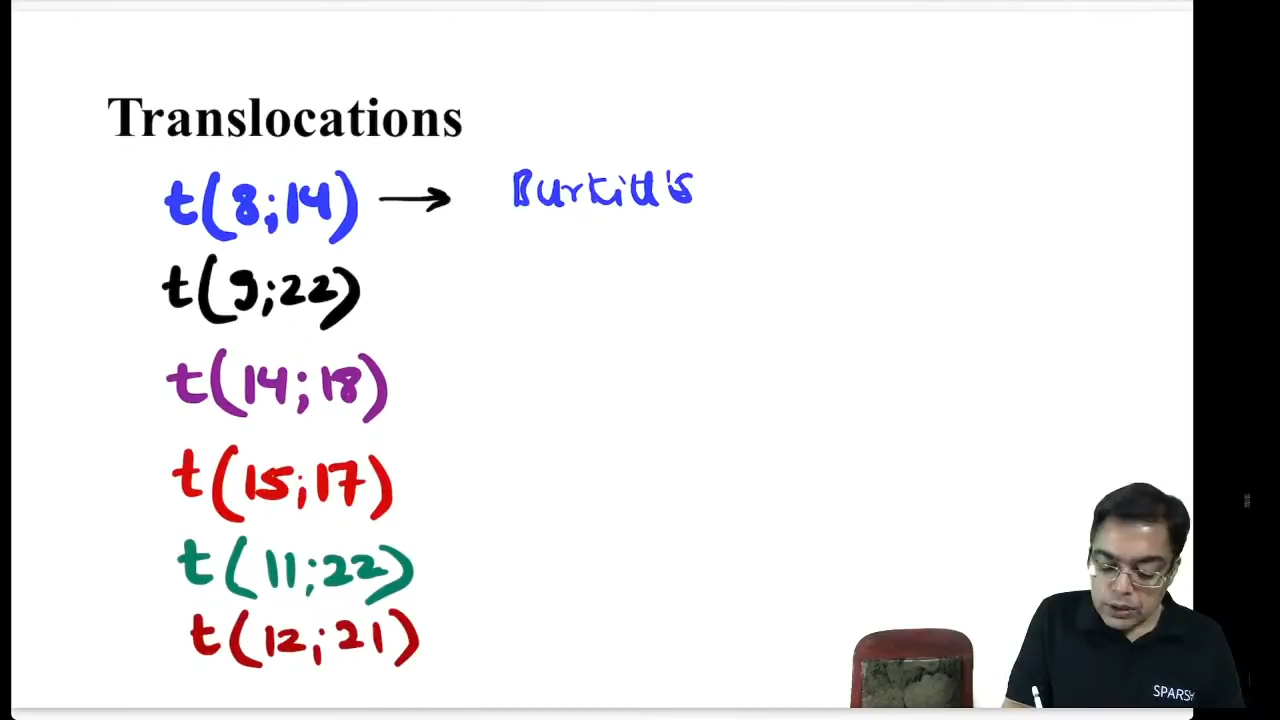 Translocations
t(8;14) → Burkitt's
t(9;22)
t(14;18)
t(15;17)
t(11;22)
t(12;21)
SPARSH